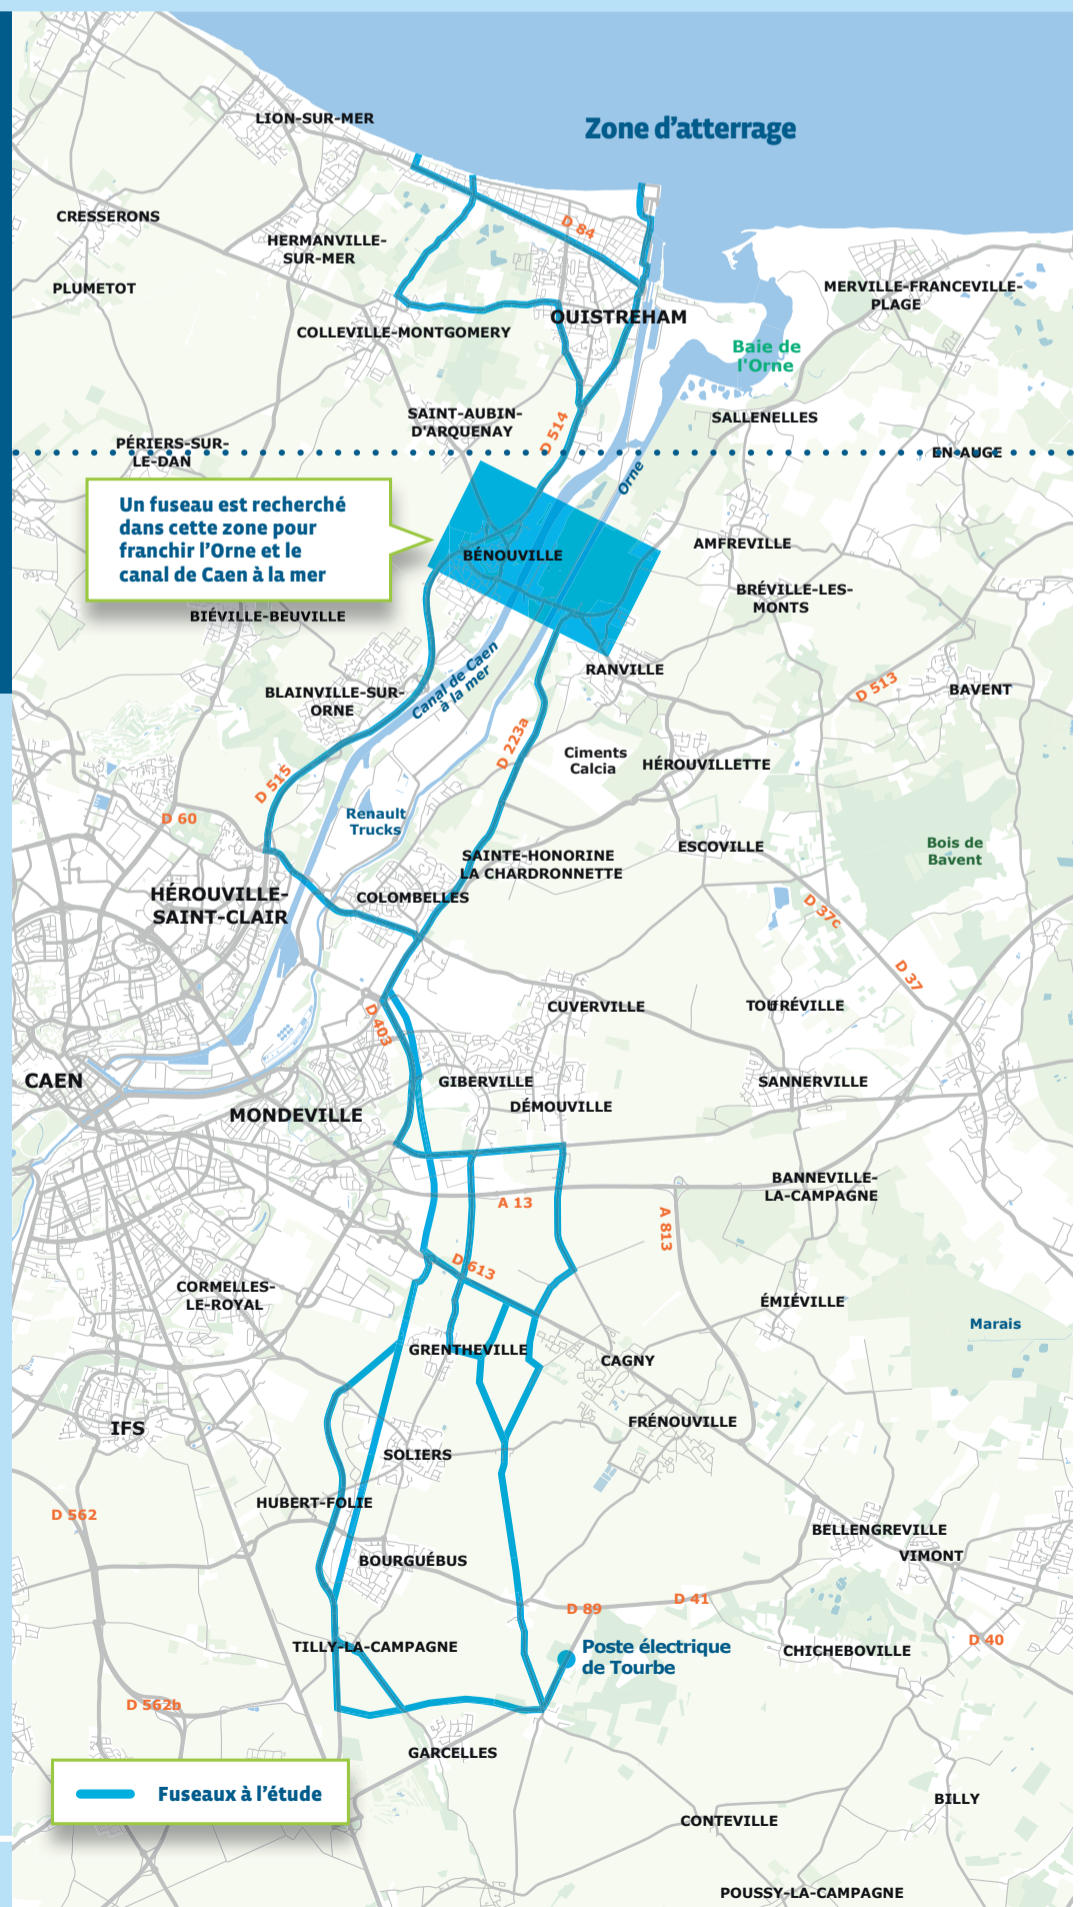 LION-SUR-MER
Zone d'atterrage
CRESSERONS
D 84
HERMANVILLE-
SUR-MER
PLUMETOT
MERVILLE-FRANCEVILLE-
PLAGE
OUISTREHAM
COLLEVILLE-MONTGOMERY
Baie de
l'Orne
SAINT-AUBIN-
D'ARQUENAY
SALLENELLES
D 514
PÉRIERS-SUR-
LE-DAN
EN-AUGE
Orne
Un fuseau est recherché
dans cette zone pour
franchir l'Orne et le
canal de Caen à la mer
BÉNOUVILLE
AMFREVILLE
BRÉVILLE-LES-
MONTS
BIÉVILLE-BEUVILLE
RANVILLE
Canal de Caen
à la mer
BLAINVILLE-SUR-
ORNE
D 513
BAVENT
D 223a
Ciments
Calcia
HÉROUVILLETTE
D 515
D 60
Renault
Trucks
ESCOVILLE
Bois de
Bavent
SAINTE-HONORINE
LA CHARDRONNETTE
HÉROUVILLE-
SAINT-CLAIR
COLOMBELLES
D 37c
D 37
CUVERVILLE
TOUFRÉVILLE
D 403
CAEN
GIBERVILLE
SANNERVILLE
MONDEVILLE
DÉMOUVILLE
BANNEVILLE-
LA-CAMPAGNE
A 13
A 813
D 613
CORMELLES-
LE-ROYAL
ÉMIÉVILLE
Marais
GRENTHEVILLE
CAGNY
IFS
FRÉNOUVILLE
SOLIERS
HUBERT-FOLIE
D 562
BELLENGREVILLE
VIMONT
BOURGUÉBUS
D 89
D 41
TILLY-LA-CAMPAGNE
Poste électrique
de Tourbe
CHICHEBOVILLE
D 40
D 562b
GARCELLES
Fuseaux à l'étude
BILLY
CONTEVILLE
POUSSY-LA-CAMPAGNE